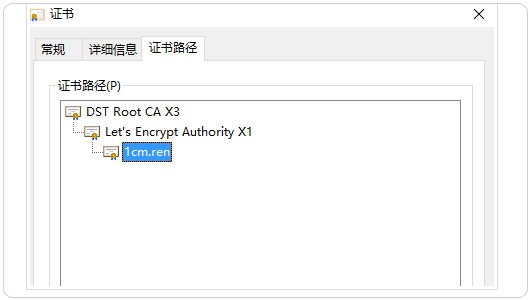 证书
常规 详细信息 证书路径
证书路径(P)
DST Root CA X3
Let's Encrypt Authority X1
1cm.ren